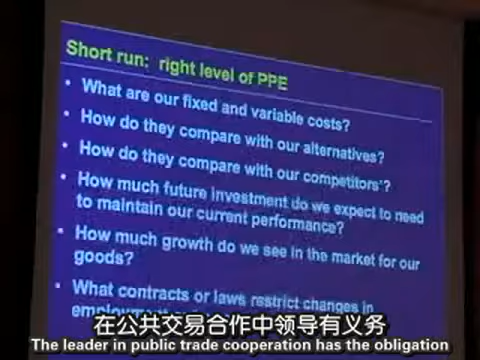 Short run: right level of PPE
• What are our fixed and variable costs?
• How do they compare with our alternatives?
• How do they compare with our competitors'?
• How much future investment do we expect to need
to maintain our current performance?
• How much growth do we see in the market for our
goods?
• What contracts or laws restrict changes in
在公共交易合作中领导有义务
The leader in public trade cooperation has the obligation